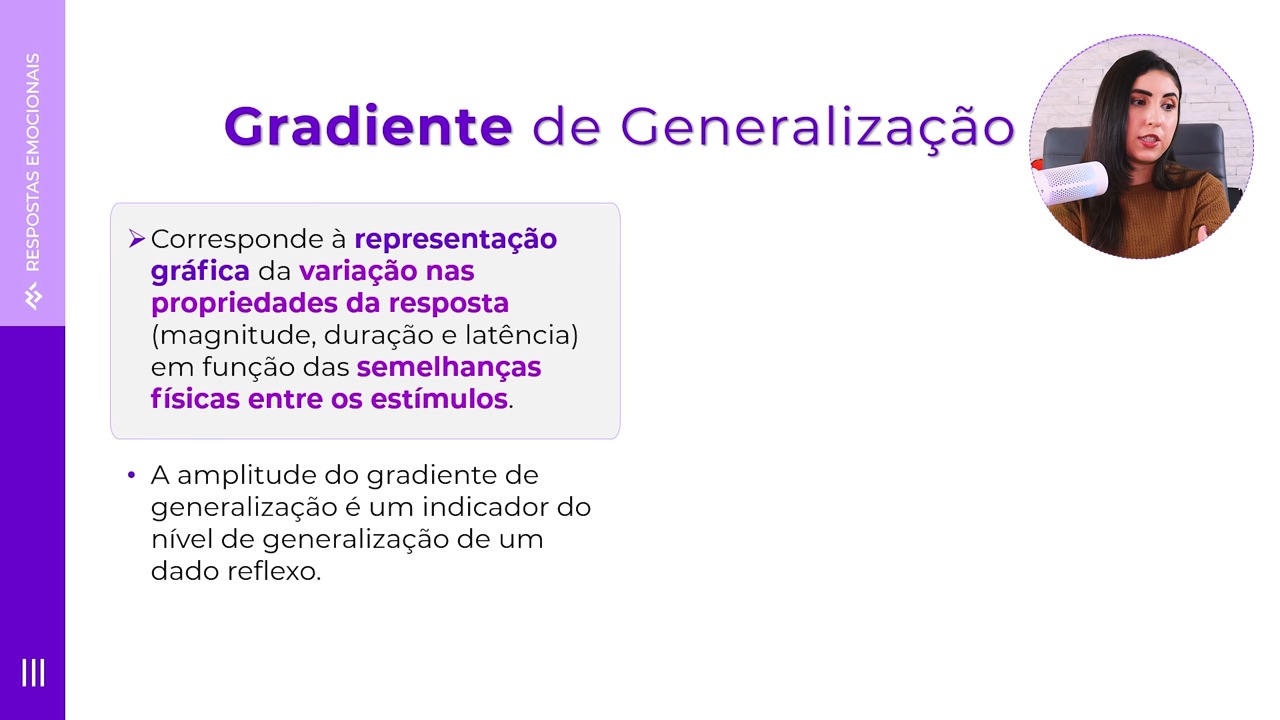 RESPOSTAS EMOCIONAIS
Gradiente de Generalização
Corresponde à representação
gráfica da variação nas
propriedades da resposta
(magnitude, duração e latência)
em função das semelhanças
físicas entre os estímulos.
• A amplitude do gradiente de
generalização é um indicador do
nível de generalização de um
dado reflexo.